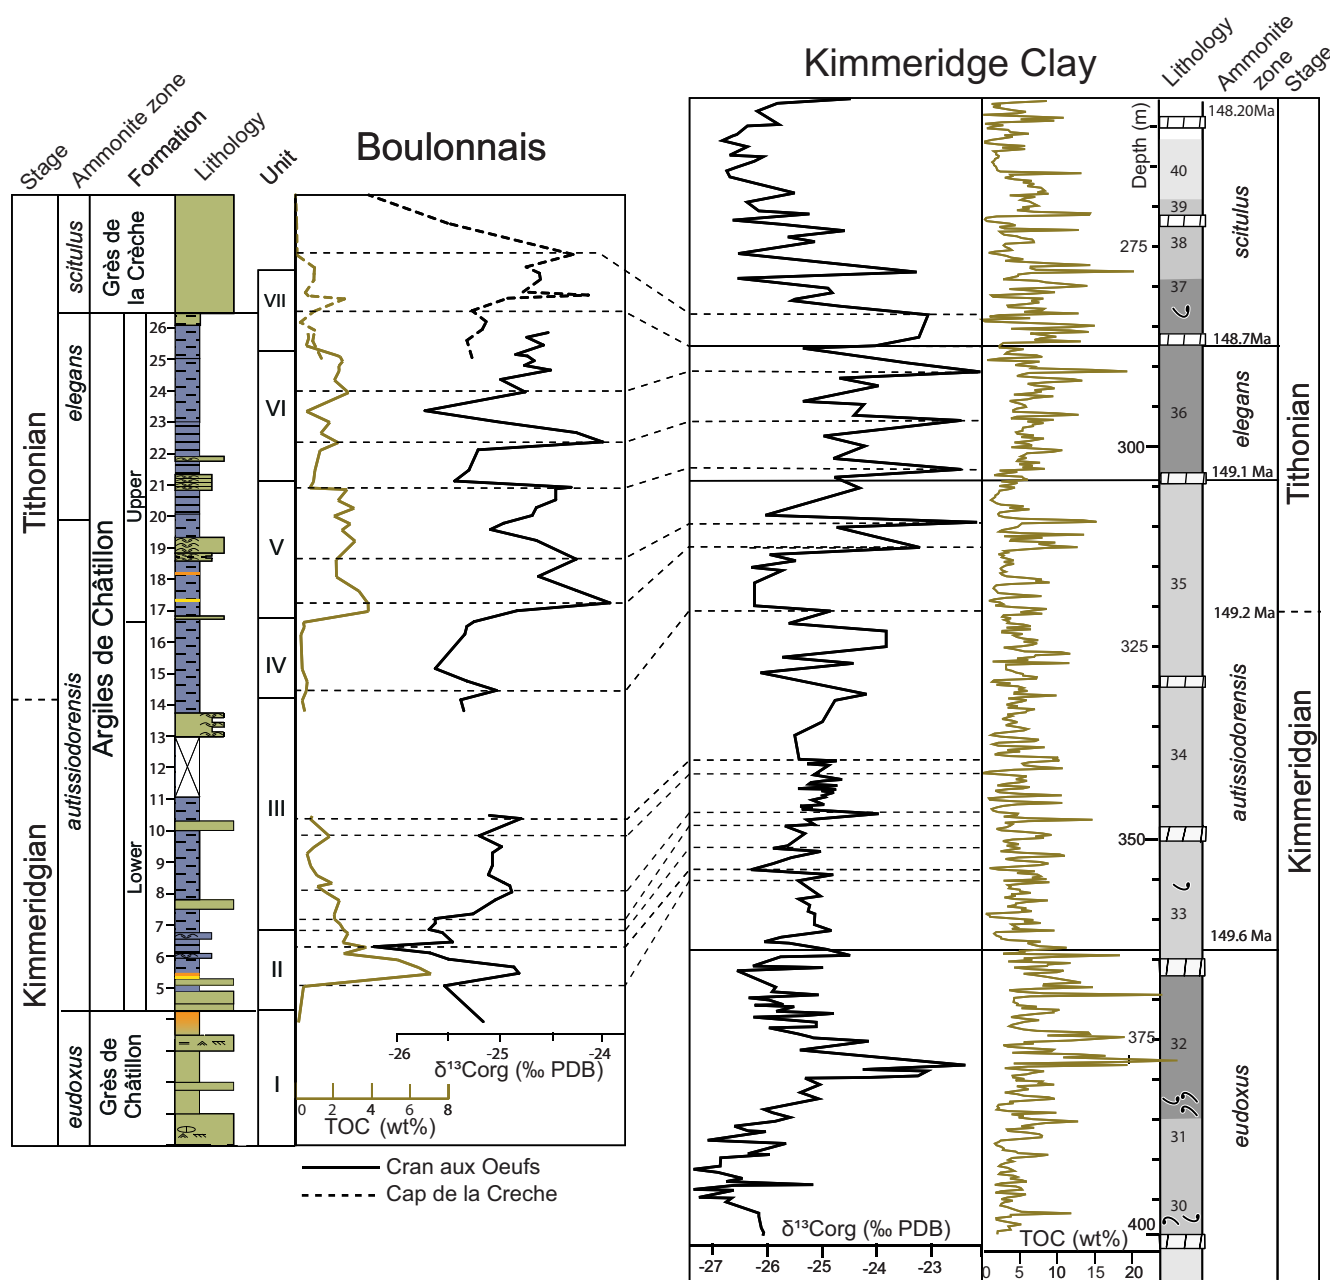 Kimmeridge Clay
Boulonnais
Stage
Ammonite zone
Formation
Lithology
Unit
Lithology
Ammonite
zone
Stage
Tithonian
Kimmeridgian
scitulus
elegans
autissiodorensis
eudoxus
Grès de
la Crèche
Argiles de Châtillon
Grès de
Châtillon
Upper
Lower
26
25
24
23
22
21
20
19
18
17
16
15
14
13
12
11
10
9
8
7
6
5
VII
VI
V
IV
III
II
I
-26
-25
-24
δ¹³Corg (‰ PDB)
0 2 4 6 8
TOC (wt%)
Cran aux Oeufs
Cap de la Creche
δ¹³Corg (‰ PDB)
-27 -26 -25 -24 -23
TOC (wt%)
0 5 10 15 20
Depth (m)
275
300
325
350
375
400
40
39
38
37
36
35
34
33
32
31
30
148.20Ma
148.7Ma
149.1 Ma
149.2 Ma
149.6 Ma
scitulus
elegans
autissiodorensis
eudoxus
Tithonian
Kimmeridgian